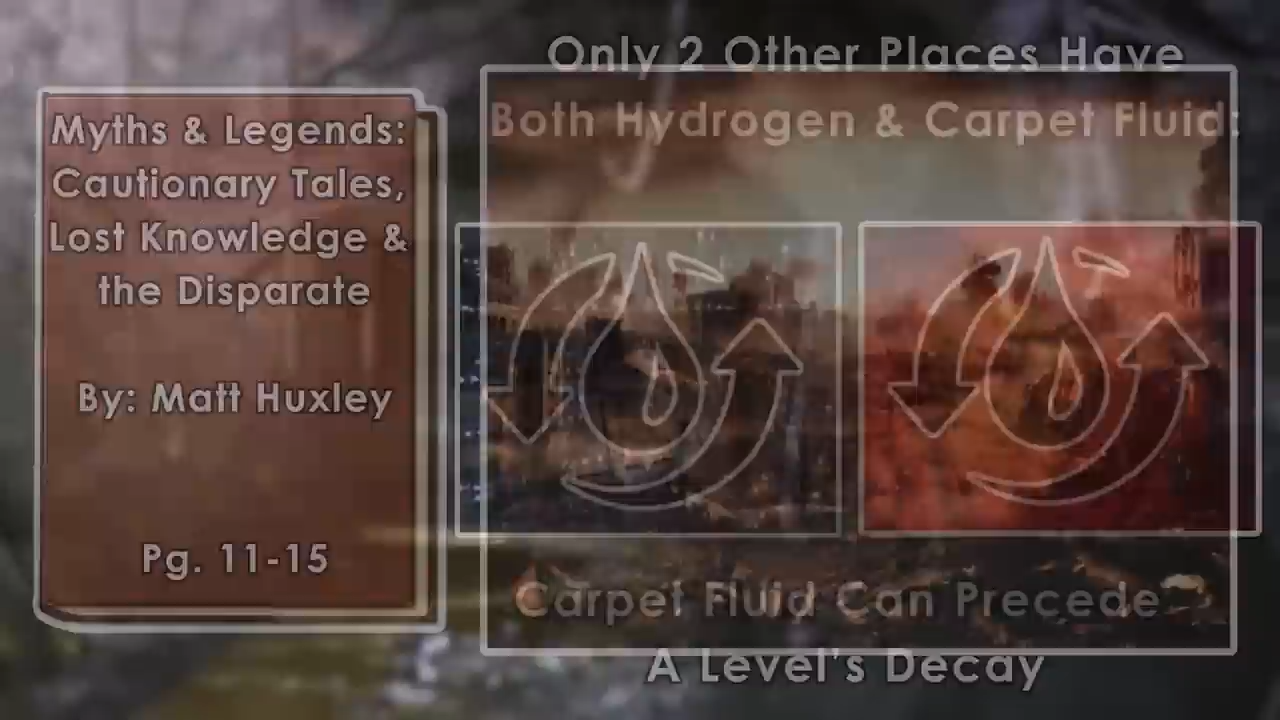 Myths & Legends:
Cautionary Tales,
Lost Knowledge &
the Disparate
By: Matt Huxley
Pg. 11-15
Only 2 Other Places Have
Both Hydrogen & Carpet Fluid:
Carpet Fluid Can Precede
A Level's Decay